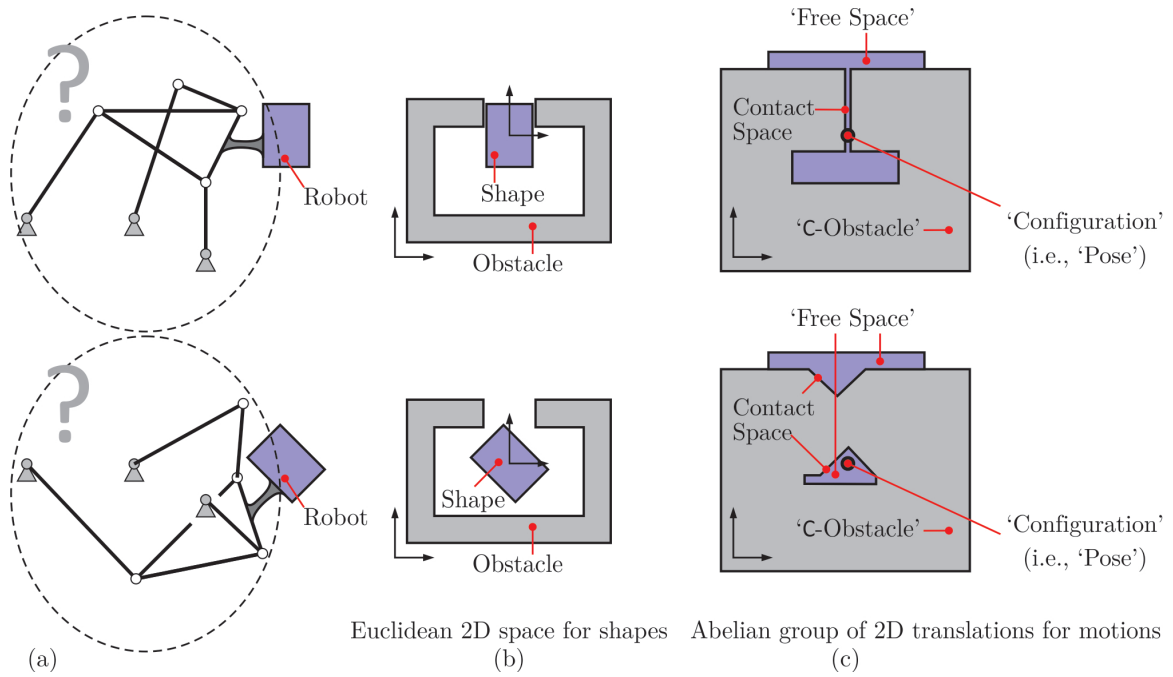 ?
Robot
Shape
Obstacle
‘Free Space’
Contact
Space
‘C-Obstacle’
‘Configuration’
(i.e., ‘Pose’)
?
Robot
Shape
Obstacle
‘Free Space’
Contact
Space
‘C-Obstacle’
‘Configuration’
(i.e., ‘Pose’)
Euclidean 2D space for shapes
Abelian group of 2D translations for motions
(a)
(b)
(c)